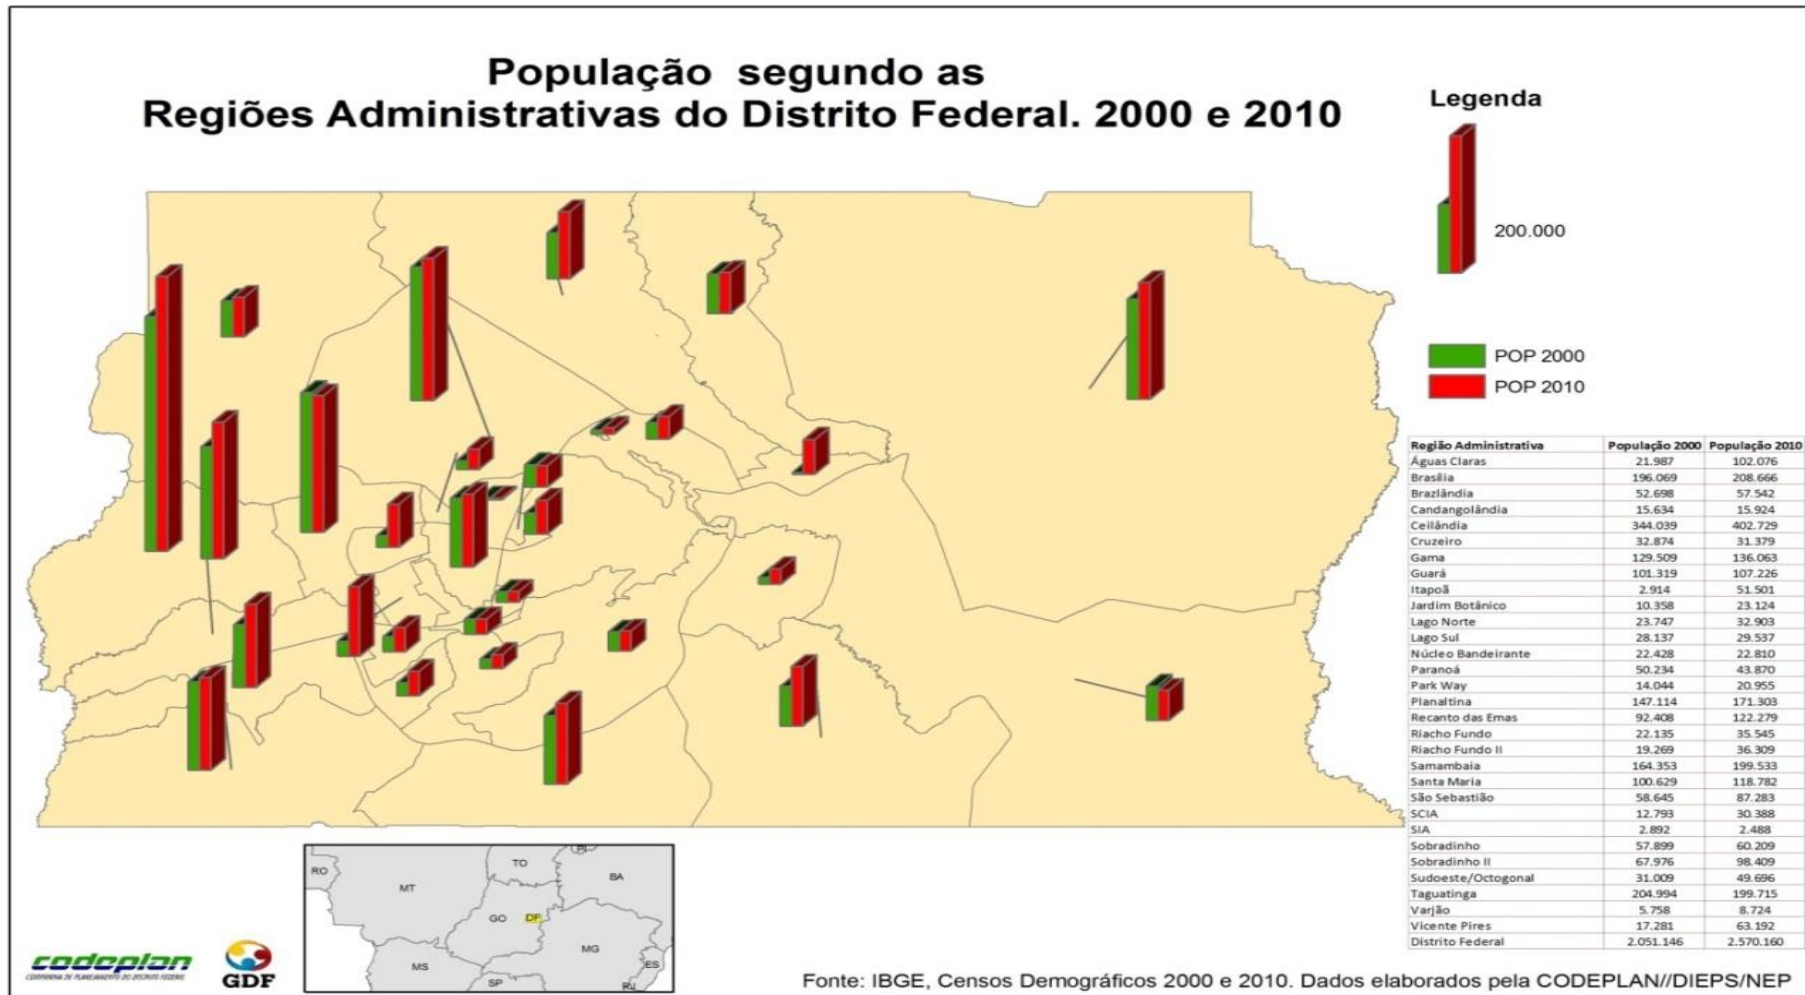 População segundo as
Regiões Administrativas do Distrito Federal. 2000 e 2010
Legenda
200.000
POP 2000
POP 2010
Região Administrativa População 2000 População 2010
Águas Claras 21.987 102.076
Brasília 196.069 208.666
Brazlândia 52.698 57.542
Candangolândia 15.634 15.924
Ceilândia 344.039 402.729
Cruzeiro 32.874 31.379
Gama 129.509 136.063
Guará 101.319 107.226
Itapoã 2.914 51.501
Jardim Botânico 10.358 23.124
Lago Norte 23.747 32.903
Lago Sul 28.137 29.537
Núcleo Bandeirante 22.428 22.810
Paranoá 50.234 43.870
Park Way 14.044 20.955
Planaltina 147.114 171.303
Recanto das Emas 92.408 122.279
Riacho Fundo 22.135 35.545
Riacho Fundo II 19.269 36.309
Samambaia 164.353 199.533
Santa Maria 100.629 118.782
São Sebastião 58.645 87.283
SCIA 12.793 30.388
SIA 2.892 2.488
Sobradinho 57.899 60.209
Sobradinho II 67.976 98.409
Sudoeste/Octogonal 31.009 49.696
Taguatinga 204.994 199.715
Varjão 5.758 8.724
Vicente Pires 17.281 63.192
Distrito Federal 2.051.146 2.570.160
RO
MT
TO
PI
BA
GO
DF
MG
MS
SP
ES
RJ
codeplan
COMPANHIA DE PLANEJAMENTO DO DISTRITO FEDERAL
GDF
Fonte: IBGE, Censos Demográficos 2000 e 2010. Dados elaborados pela CODEPLAN//DIEPS/NEP